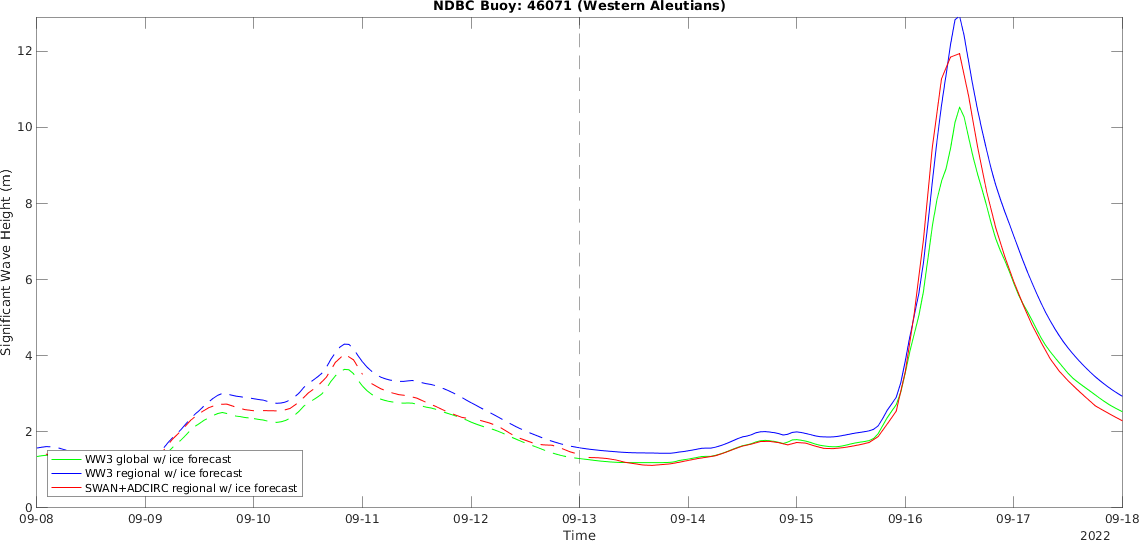 NDBC Buoy: 46071 (Western Aleutians)
12
10
8
6
4
2
0
Significant Wave Height (m)
WW3 global w/ ice forecast
WW3 regional w/ ice forecast
SWAN+ADCIRC regional w/ ice forecast
09-08 09-09 09-10 09-11 09-12 09-13 09-14 09-15 09-16 09-17 09-18
Time
2022